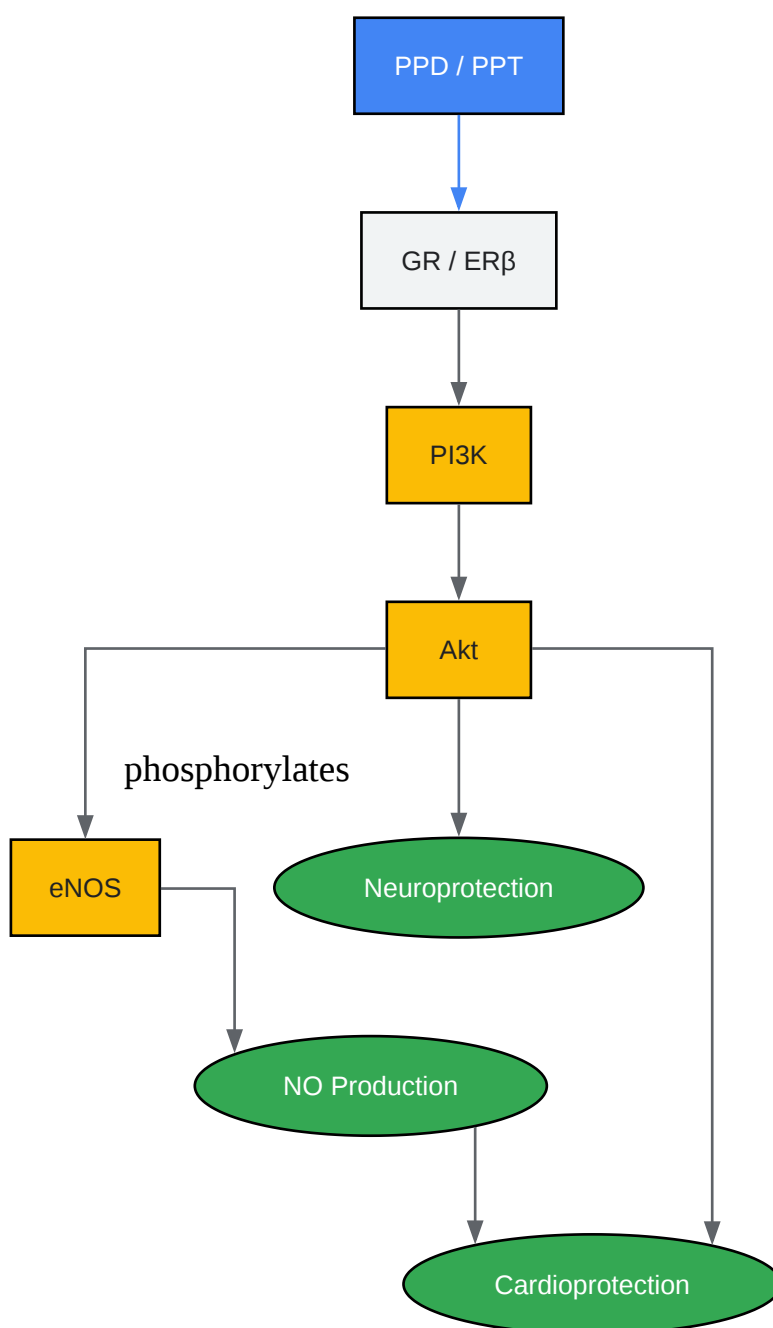 PPD / PPT
GR / ERβ
PI3K
Akt
phosphorylates
eNOS
Neuroprotection
NO Production
Cardioprotection